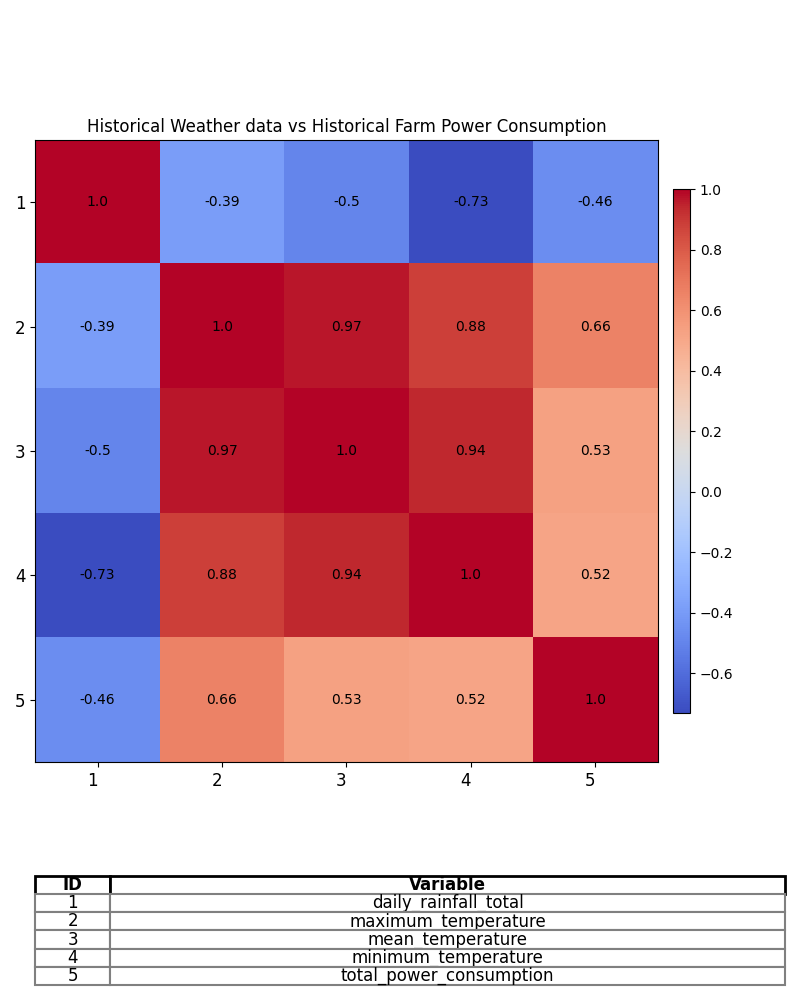 Historical Weather data vs Historical Farm Power Consumption
1 1.0 -0.39 -0.5 -0.73 -0.46
2 -0.39 1.0 0.97 0.88 0.66
3 -0.5 0.97 1.0 0.94 0.53
4 -0.73 0.88 0.94 1.0 0.52
5 -0.46 0.66 0.53 0.52 1.0
1 2 3 4 5
1.0
0.8
0.6
0.4
0.2
0.0
−0.2
−0.4
−0.6
ID Variable
1 daily_rainfall_total
2 maximum_temperature
3 mean_temperature
4 minimum_temperature
5 total_power_consumption